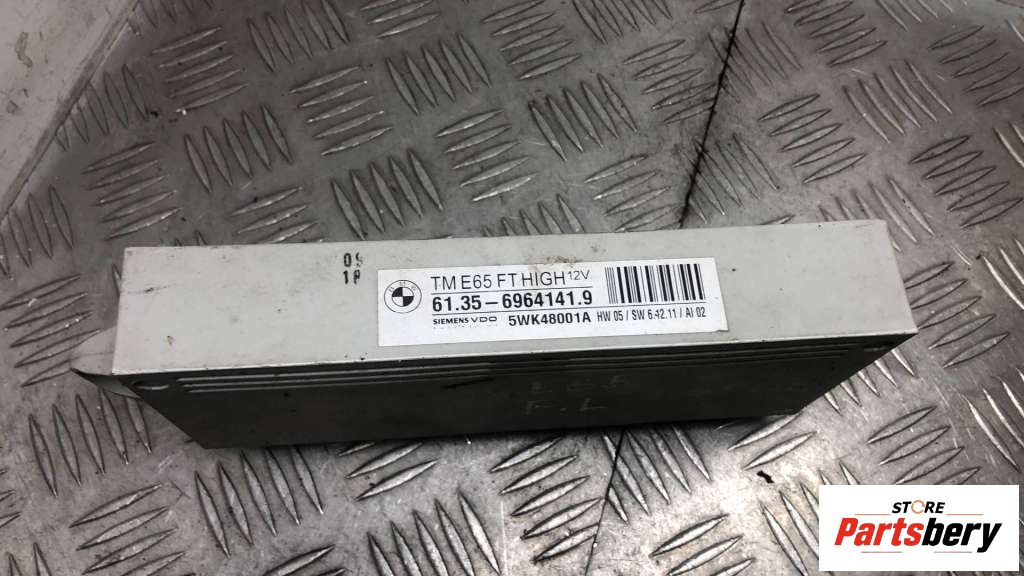 TM E65 FT HIGH 12V
61.35 – 6964141.9
SIEMENS VDO 5WK48001A HW 05 / SW 6.42.11 / AI 02
STORE
Partsbery